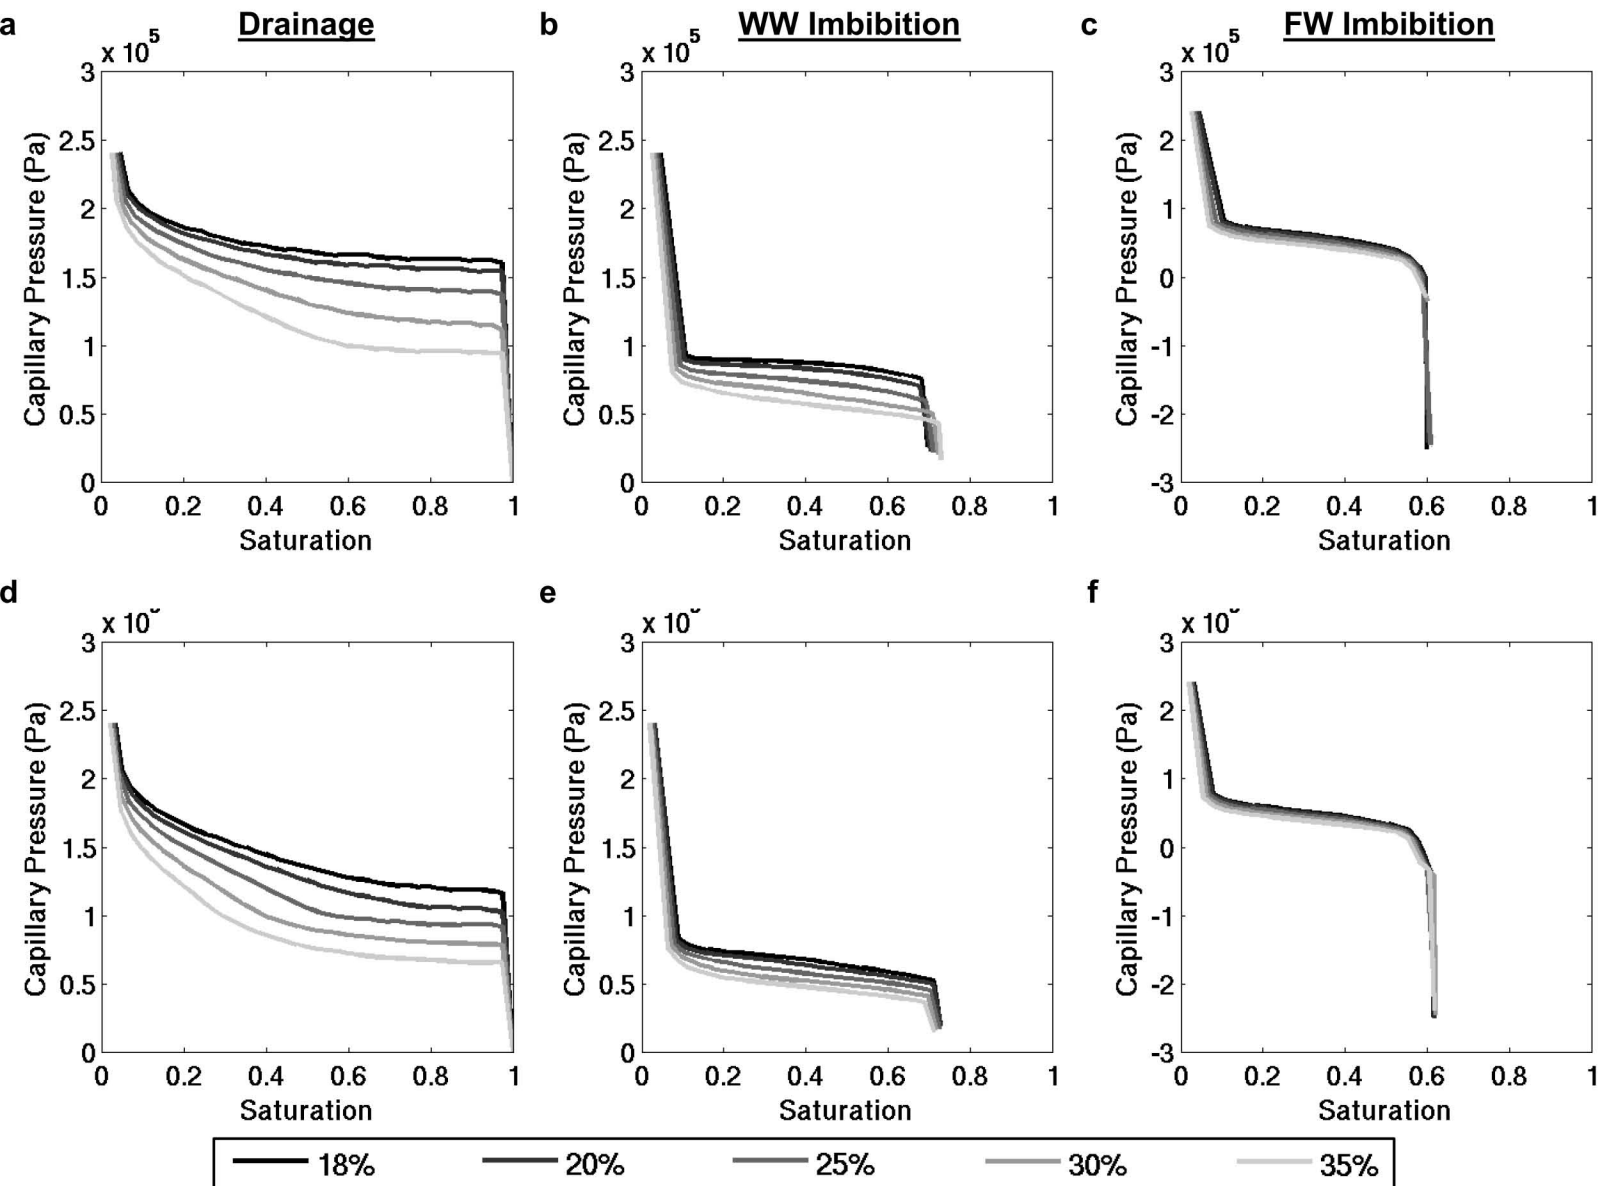 a Drainage b WW Imbibition c FW Imbibition
x 10^5 x 10^5 x 10^5
3 3 3
2.5 2.5 2
2 2 1
1.5 1.5 0
1 1 -1
0.5 0.5 -2
0 0 -3
Capillary Pressure (Pa) Capillary Pressure (Pa) Capillary Pressure (Pa)
0 0.2 0.4 0.6 0.8 1 0 0.2 0.4 0.6 0.8 1 0 0.2 0.4 0.6 0.8 1
Saturation Saturation Saturation
d e f
x 10 x 10 x 10
3 3 3
2.5 2.5 2
2 2 1
1.5 1.5 0
1 1 -1
0.5 0.5 -2
0 0 -3
Capillary Pressure (Pa) Capillary Pressure (Pa) Capillary Pressure (Pa)
0 0.2 0.4 0.6 0.8 1 0 0.2 0.4 0.6 0.8 1 0 0.2 0.4 0.6 0.8 1
Saturation Saturation Saturation
18% 20% 25% 30% 35%